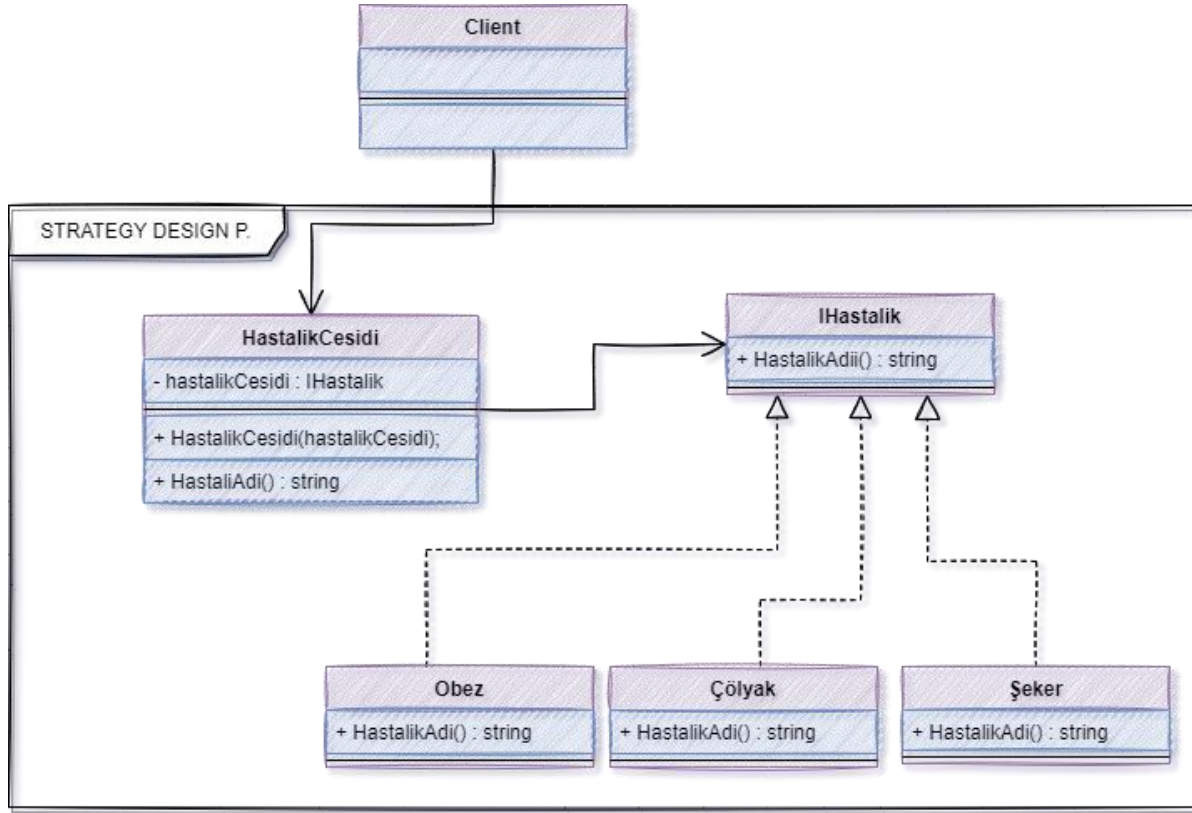 Client
STRATEGY DESIGN P.
HastalikCesidi
- hastalikCesidi : IHastalik
+ HastalikCesidi(hastalikCesidi);
+ HastaliAdi() : string
IHastalik
+ HastalikAdii() : string
Obez
+ HastalikAdi() : string
Çölyak
+ HastalikAdi() : string
Şeker
+ HastalikAdi() : string